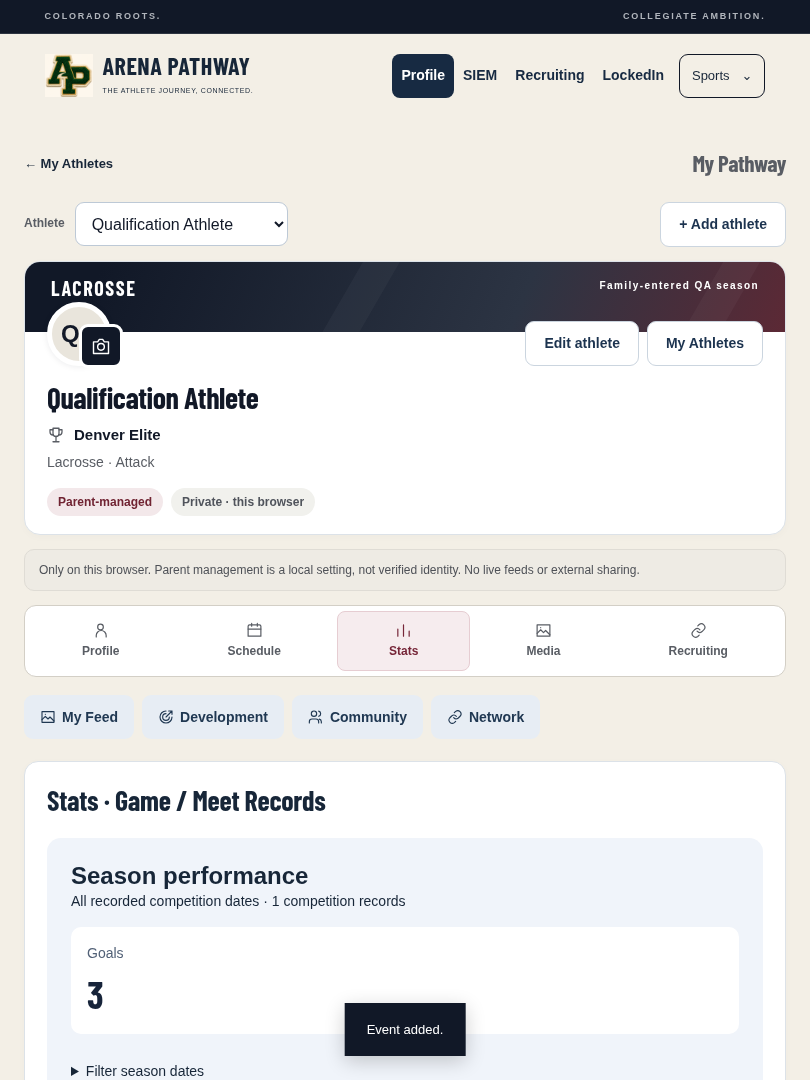 COLORADO ROOTS.
COLLEGIATE AMBITION.
AP
ARENA PATHWAY
THE ATHLETE JOURNEY, CONNECTED.
Profile
SIEM
Recruiting
LockedIn
Sports
← My Athletes
My Pathway
Athlete
Qualification Athlete
+ Add athlete
LACROSSE
Family-entered QA season
Q
Edit athlete
My Athletes
Qualification Athlete
Denver Elite
Lacrosse · Attack
Parent-managed
Private · this browser
Only on this browser. Parent management is a local setting, not verified identity. No live feeds or external sharing.
Profile
Schedule
Stats
Media
Recruiting
My Feed
Development
Community
Network
Stats · Game / Meet Records
Season performance
All recorded competition dates · 1 competition records
Goals
3
Event added.
Filter season dates